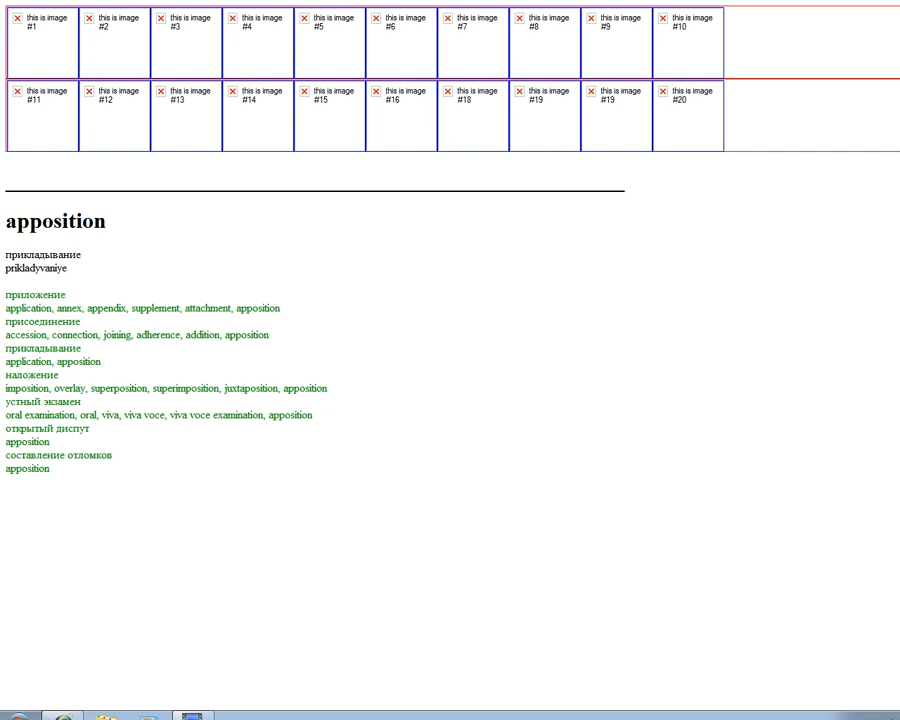 this is image this is image this is image this is image this is image this is image this is image this is image this is image this is image
#1 #2 #3 #4 #5 #6 #7 #8 #9 #10
this is image this is image this is image this is image this is image this is image this is image this is image this is image this is image
#11 #12 #13 #14 #15 #16 #18 #19 #19 #20
apposition
прикладывание
prikladyvaniye
приложение
application, annex, appendix, supplement, attachment, apposition
присоединение
accession, connection, joining, adherence, addition, apposition
прикладывание
application, apposition
наложение
imposition, overlay, superposition, superimposition, juxtaposition, apposition
устный экзамен
oral examination, oral, viva, viva voce, viva voce examination, apposition
открытый диспут
apposition
составление отломков
apposition